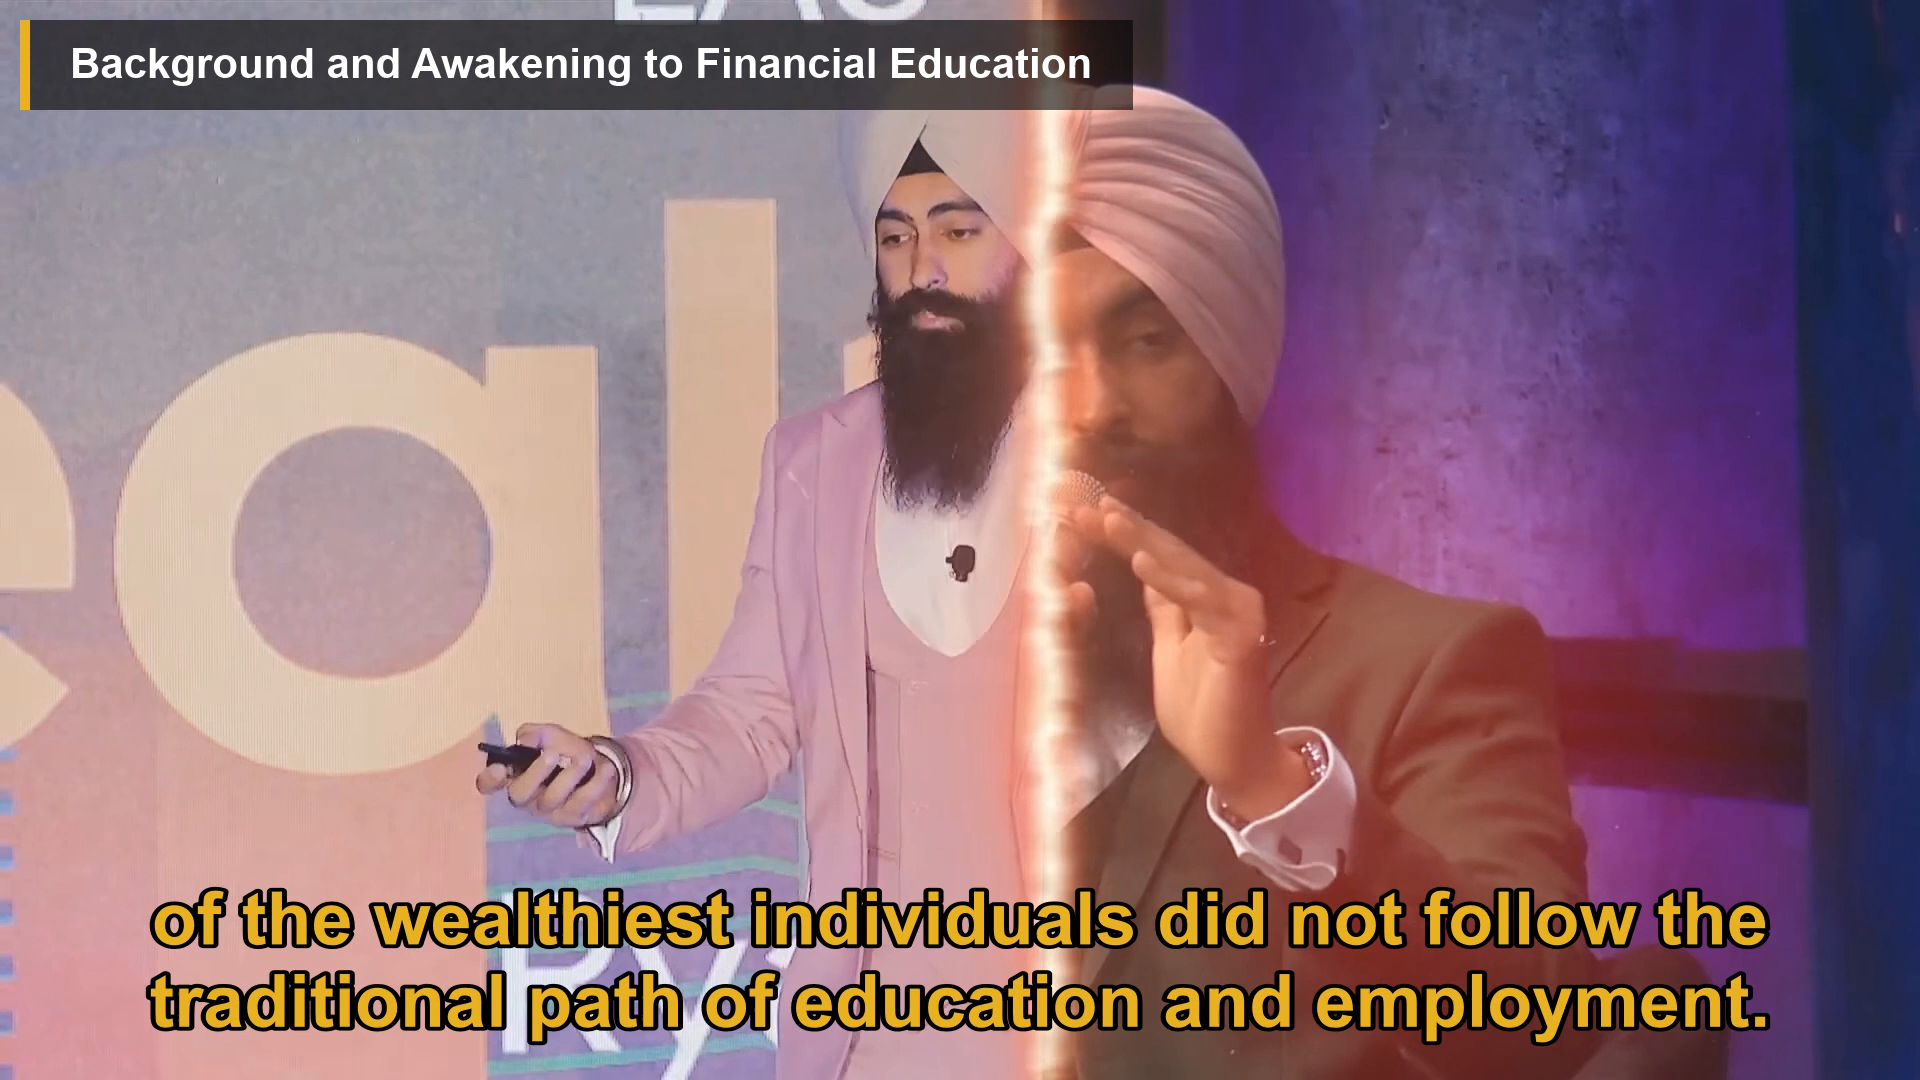 Background and Awakening to Financial Education
of the wealthiest individuals did not follow the
traditional path of education and employment.